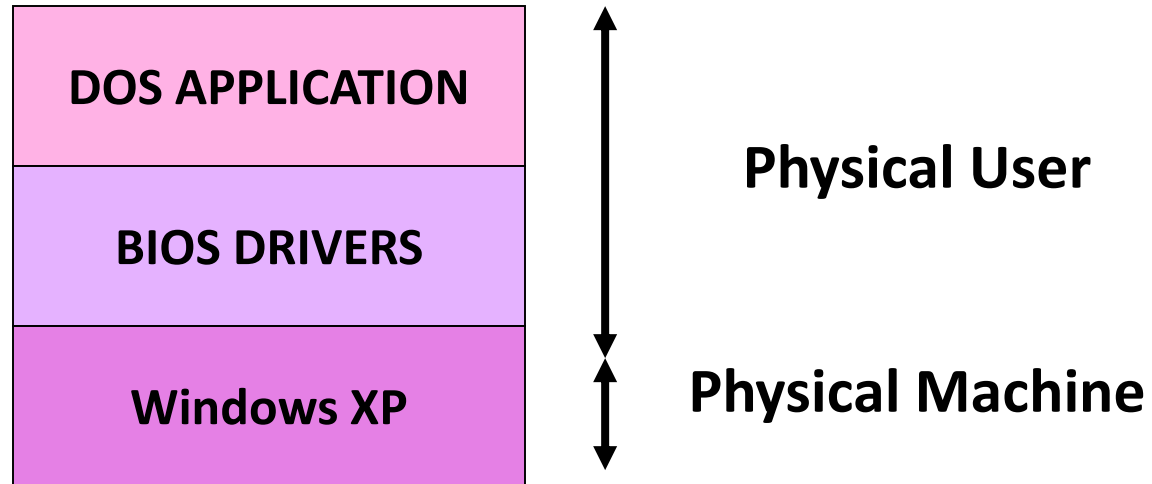 DOS APPLICATION
Physical User
BIOS DRIVERS
Physical Machine
Windows XP